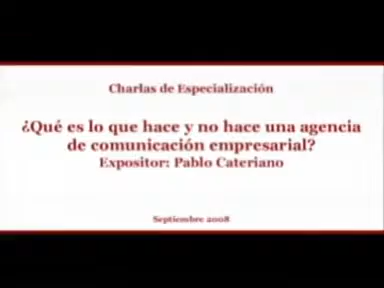 Charlas de Especialización
¿Qué es lo que hace y no hace una agencia
de comunicación empresarial?
Expositor: Pablo Cateriano
Septiembre 2008